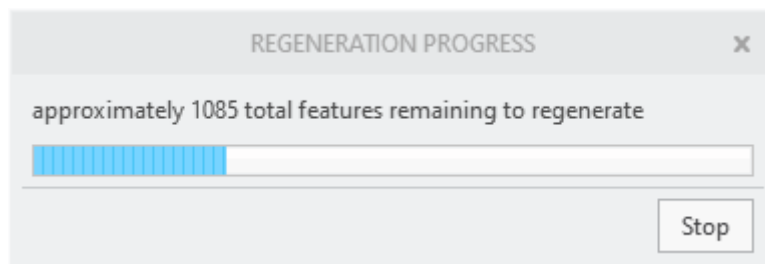 REGENERATION PROGRESS
approximately 1085 total features remaining to regenerate
Stop